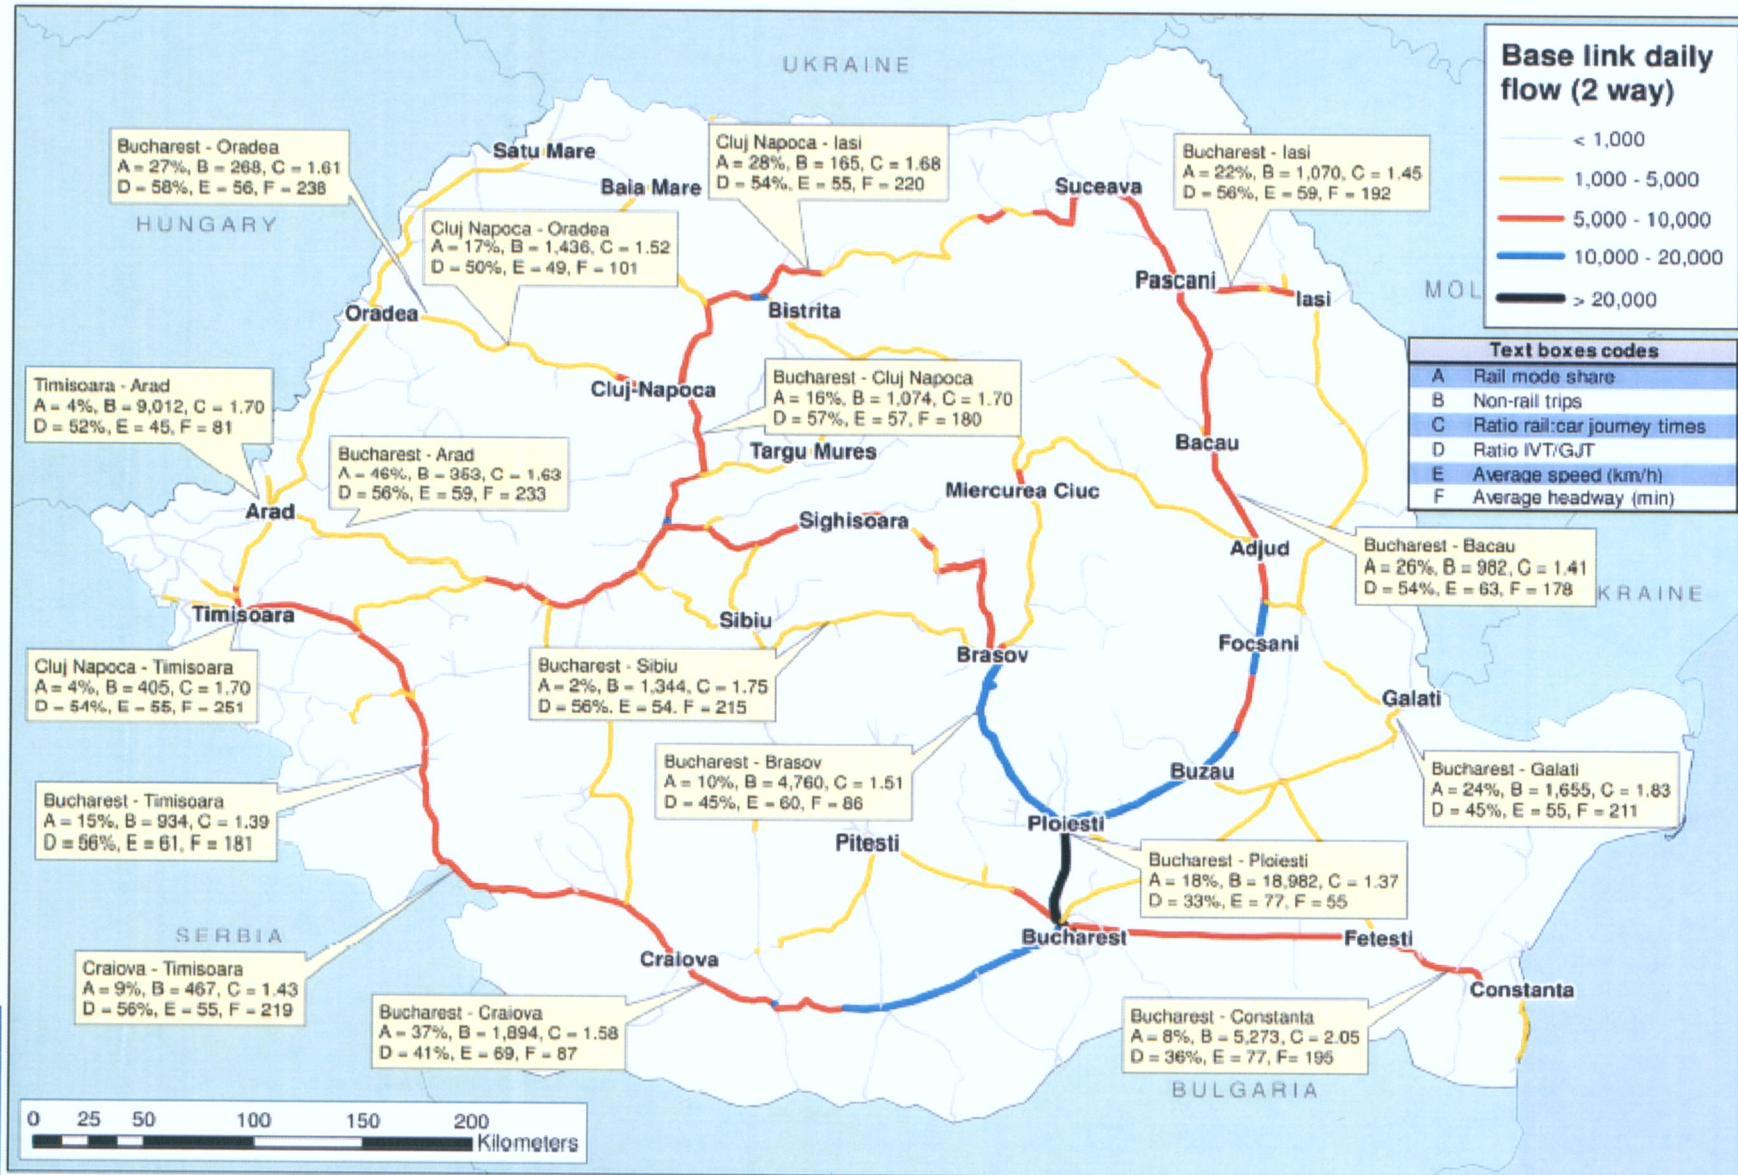 UKRAINE
Base link daily
flow (2 way)
< 1,000
1,000 - 5,000
5,000 - 10,000
10,000 - 20,000
> 20,000
Bucharest - Oradea
A = 27%, B = 268, C = 1.61
D = 58%, E = 56, F = 238
Satu Mare
Baia Mare
Cluj Napoca - Iasi
A = 28%, B = 165, C = 1.68
D = 54%, E = 55, F = 220
Suceava
Bucharest - Iasi
A = 22%, B = 1,070, C = 1.45
D = 56%, E = 59, F = 192
HUNGARY
Cluj Napoca - Oradea
A = 17%, B = 1,436, C = 1.52
D = 50%, E = 49, F = 101
Oradea
Bistrita
Pascani
Iasi
MOL
Text boxes codes
A Rail mode share
B Non-rail trips
C Ratio rail:car journey times
D Ratio IVT/GJT
E Average speed (km/h)
F Average headway (min)
Timisoara - Arad
A = 4%, B = 9,012, C = 1.70
D = 52%, E = 45, F = 81
Cluj-Napoca
Bucharest - Cluj Napoca
A = 16%, B = 1,074, C = 1.70
D = 57%, E = 57, F = 180
Bucharest - Arad
A = 46%, B = 353, C = 1.63
D = 56%, E = 59, F = 233
Targu Mures
Bacau
Miercurea Ciuc
Arad
Sighisoara
Adjud
Bucharest - Bacau
A = 26%, B = 982, C = 1.41
D = 54%, E = 63, F = 178
KRAINE
Timisoara
Sibiu
Focsani
Brasov
Cluj Napoca - Timisoara
A = 4%, B = 405, C = 1.70
D = 54%, E = 55, F = 251
Bucharest - Sibiu
A = 2%, B = 1,344, C = 1.75
D = 56%. E = 54. F = 215
Galati
Bucharest - Brasov
A = 10%, B = 4,760, C = 1.51
D = 45%, E = 60, F = 86
Buzau
Bucharest - Galati
A = 24%, B = 1,655, C = 1.83
D = 45%, E = 55, F = 211
Bucharest - Timisoara
A = 15%, B = 934, C = 1.39
D = 56%, E = 61, F = 181
Ploiesti
Pitesti
Bucharest - Ploiesti
A = 18%, B = 18,982, C = 1.37
D = 33%, E = 77, F = 55
SERBIA
Bucharest
Fetesti
Craiova
Craiova - Timisoara
A = 9%, B = 467, C = 1.43
D = 56%, E = 55, F = 219
Constanta
Bucharest - Craiova
A = 37%, B = 1,894, C = 1.58
D = 41%, E = 69, F = 87
Bucharest - Constanta
A = 8%, B = 5,273, C = 2.05
D = 36%, E = 77, F= 195
BULGARIA
0 25 50 100 150 200
Kilometers